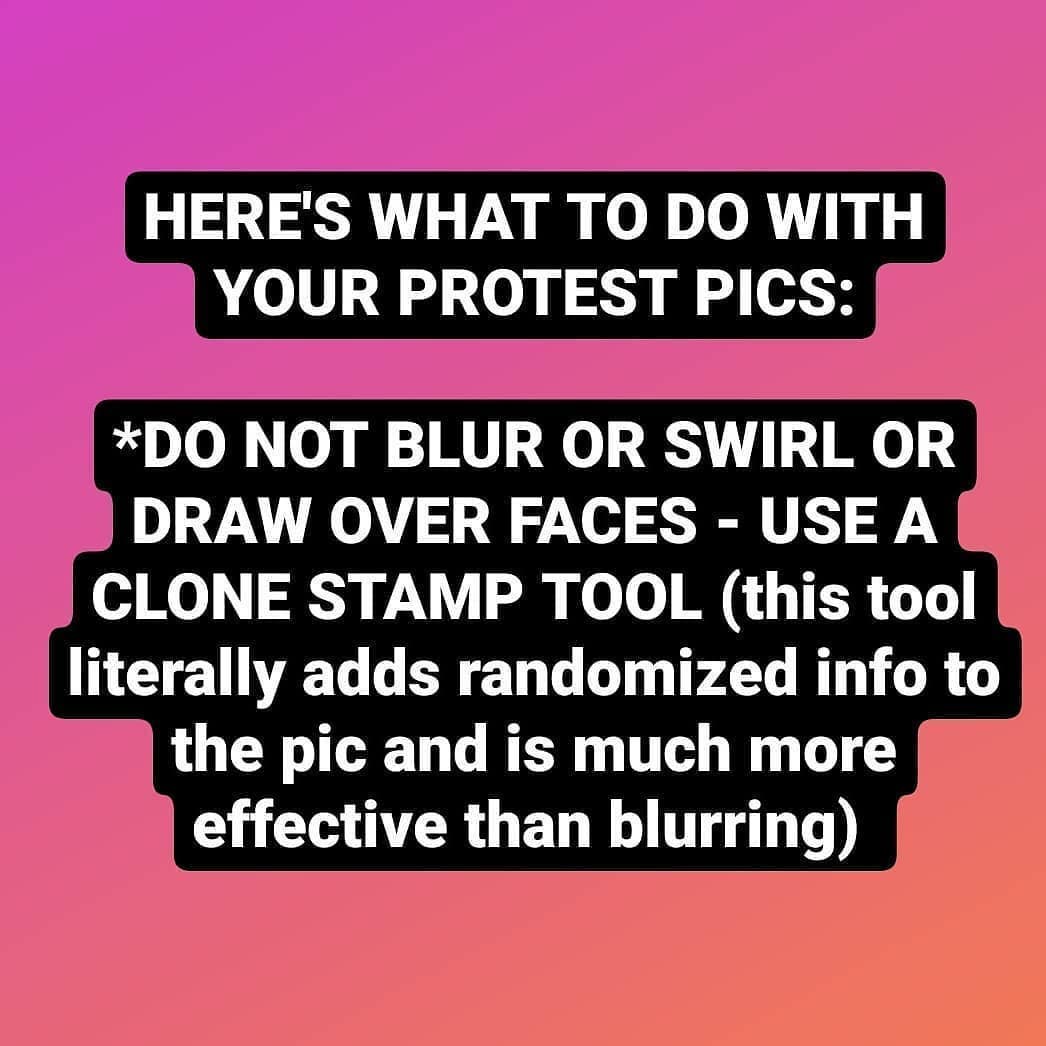 HERE'S WHAT TO DO WITH
YOUR PROTEST PICS:
*DO NOT BLUR OR SWIRL OR
DRAW OVER FACES - USE A
CLONE STAMP TOOL (this tool
literally adds randomized info to
the pic and is much more
effective than blurring)